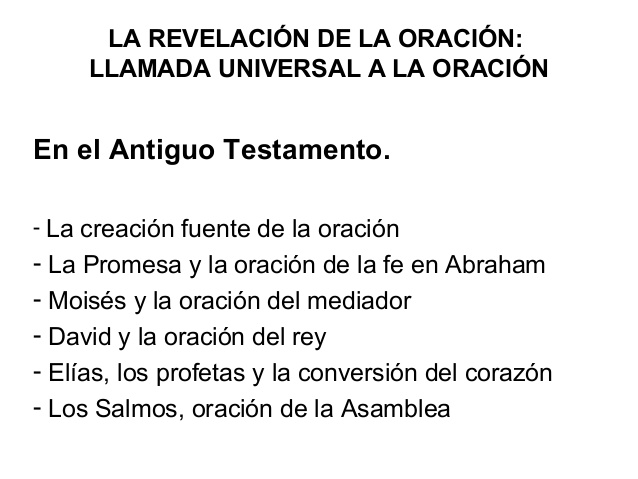 LA REVELACIÓN DE LA ORACIÓN:
LLAMADA UNIVERSAL A LA ORACIÓN
En el Antiguo Testamento.
- La creación fuente de la oración
- La Promesa y la oración de la fe en Abraham
- Moisés y la oración del mediador
- David y la oración del rey
- Elías, los profetas y la conversión del corazón
- Los Salmos, oración de la Asamblea